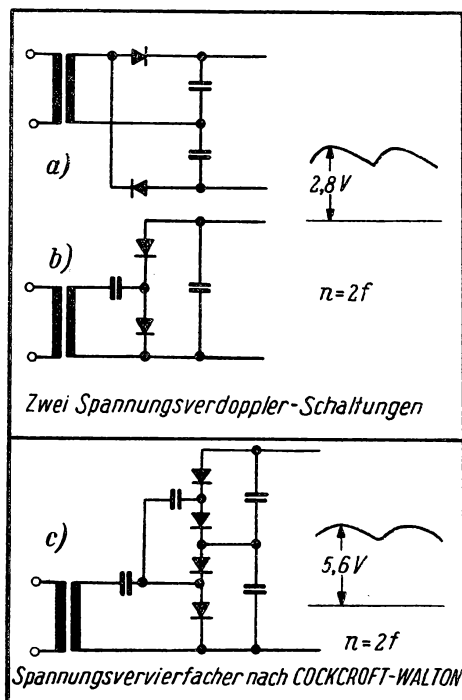 a)
2,8 V
b)
n=2f
Zwei Spannungsverdoppler-Schaltungen
c)
5,6 V
n=2f
Spannungsvervierfacher nach COCKCROFT-WALTON